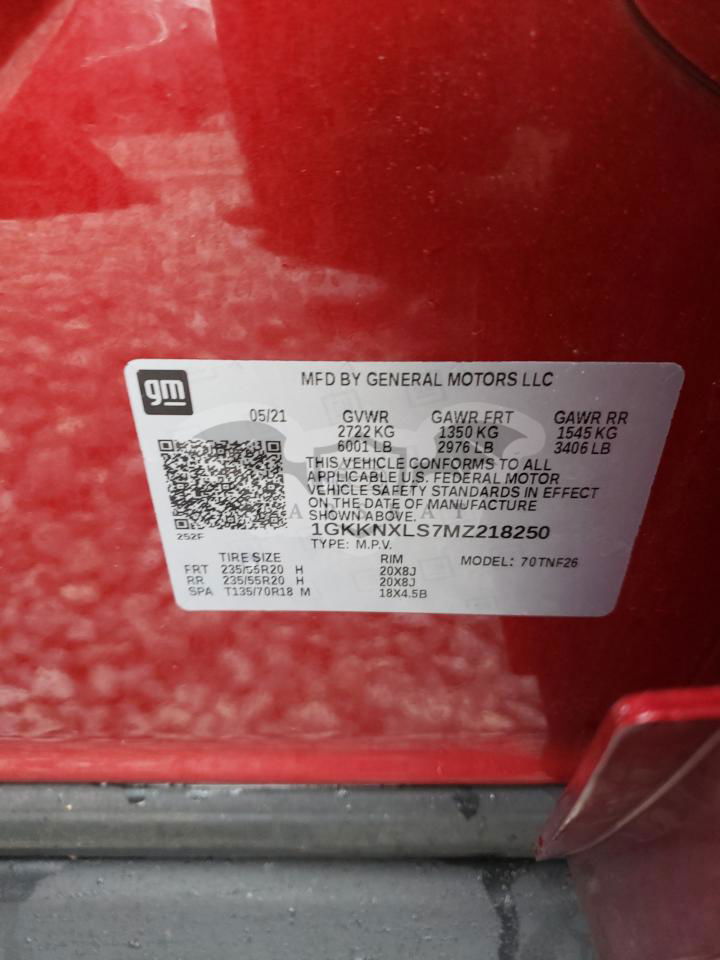 gm
MFD BY GENERAL MOTORS LLC
05/21 GVWR GAWR FRT GAWR RR
2722 KG 1350 KG 1545 KG
6001 LB 2976 LB 3406 LB
THIS VEHICLE CONFORMS TO ALL
APPLICABLE U.S. FEDERAL MOTOR
VEHICLE SAFETY STANDARDS IN EFFECT
ON THE DATE OF MANUFACTURE
SHOWN ABOVE.
252F
1GKKNXLS7MZ218250
TYPE: M.P.V.
TIRE SIZE RIM MODEL: 70TNF26
FRT 235/55R20 H 20X8J
RR 235/55R20 H 20X8J
SPA T135/70R18 M 18X4.5B